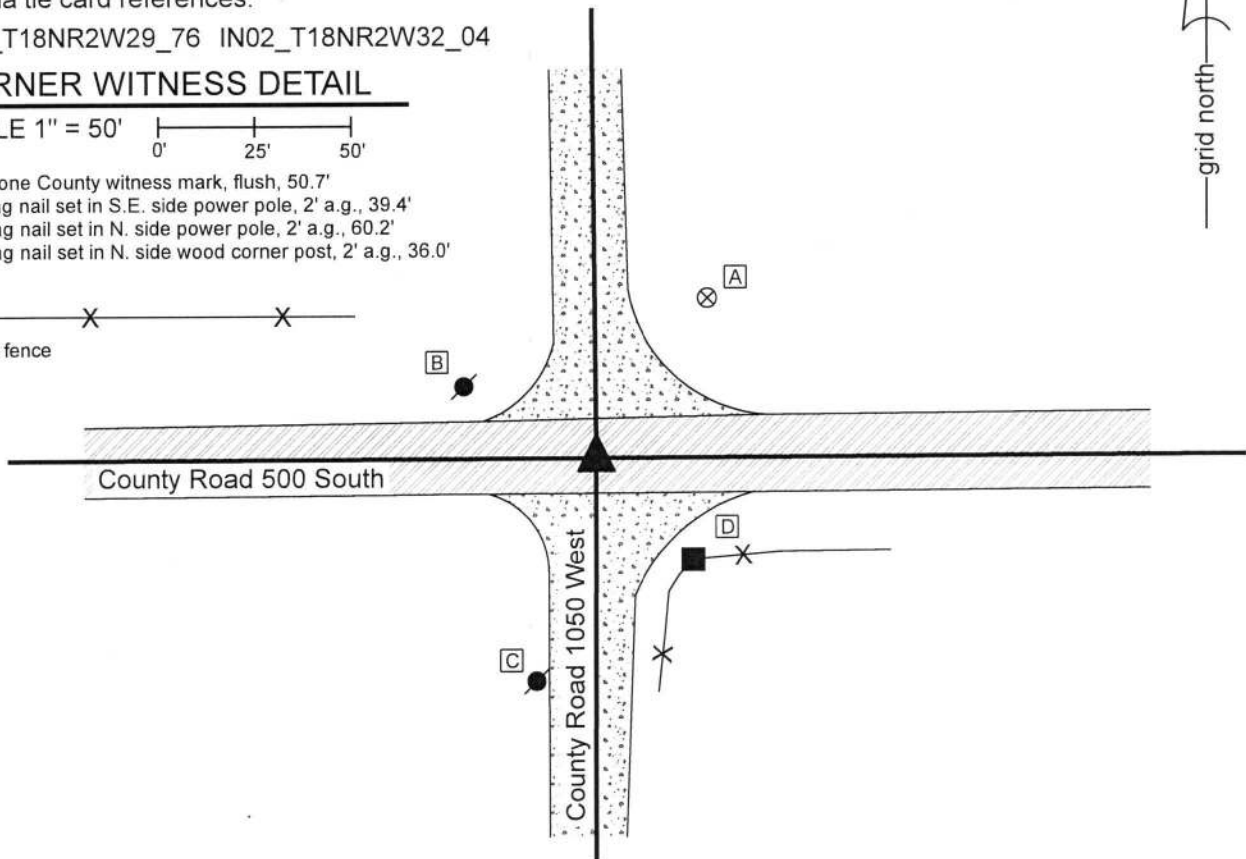 tie card references:
_T18NR2W29_76 IN02_T18NR2W32_04
RNER WITNESS DETAIL
LE 1" = 50'
0' 25' 50'
one County witness mark, flush, 50.7'
g nail set in S.E. side power pole, 2' a.g., 39.4'
g nail set in N. side power pole, 2' a.g., 60.2'
g nail set in N. side wood corner post, 2' a.g., 36.0'
X X
fence
grid north
A
B
County Road 500 South
D
X
C
X
County Road 1050 West